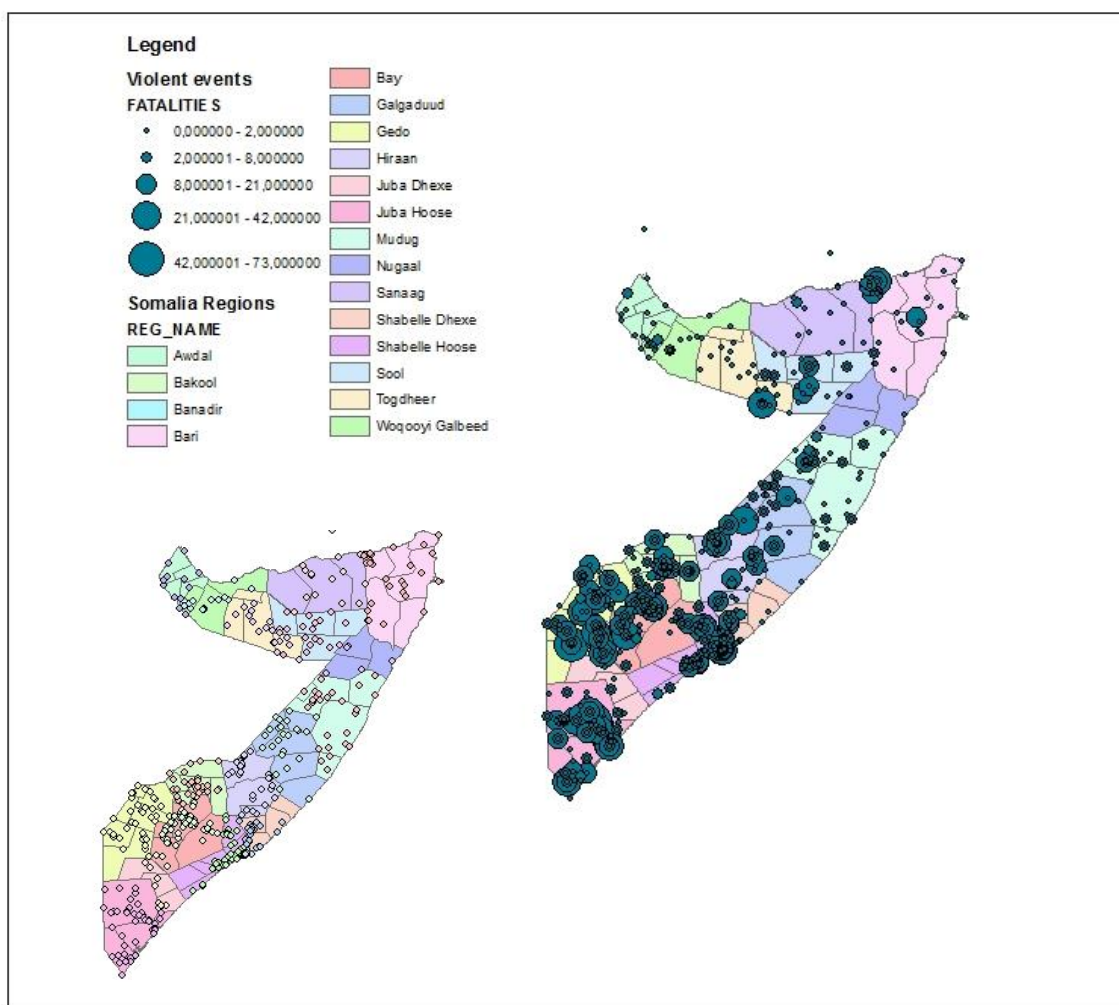 Legend
Violent events
FATALITIE S
0,000000 - 2,000000
2,000001 - 8,000000
8,000001 - 21,000000
21,000001 - 42,000000
42,000001 - 73,000000
Somalia Regions
REG_NAME
Awdal
Bakool
Banadir
Bari
Bay
Galgaduud
Gedo
Hiraan
Juba Dhexe
Juba Hoose
Mudug
Nugaal
Sanaag
Shabelle Dhexe
Shabelle Hoose
Sool
Togdheer
Woqooyi Galbeed